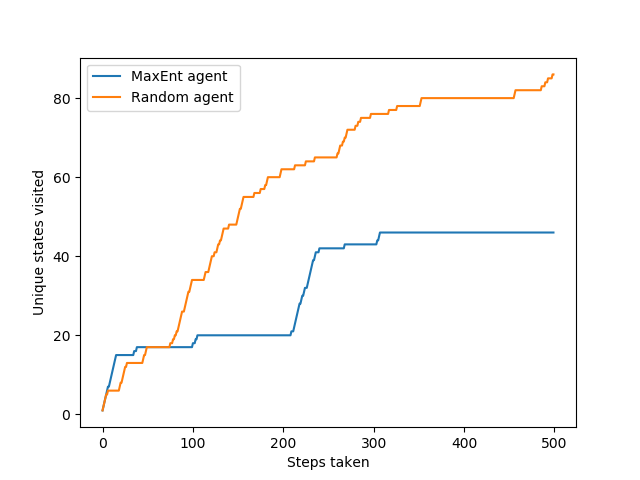 MaxEnt agent
Random agent
80
60
40
20
0
Unique states visited
0 100 200 300 400 500
Steps taken